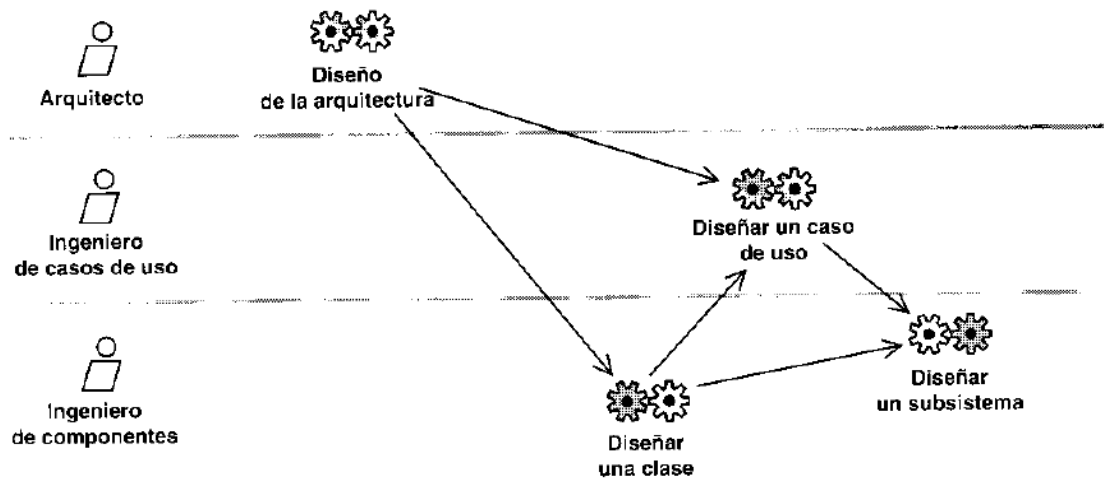 Arquitecto
Diseño
de la arquitectura
Ingeniero
de casos de uso
Diseñar un caso
de uso
Ingeniero
de componentes
Diseñar
una clase
Diseñar
un subsistema